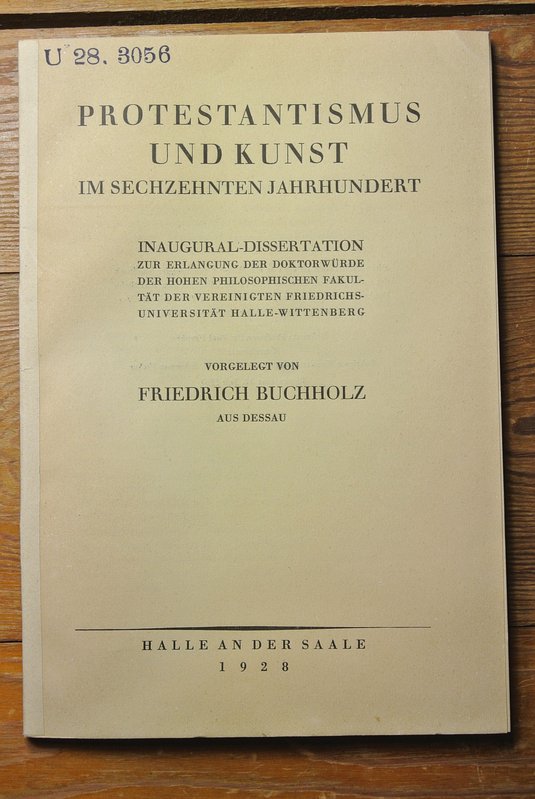 U 28. 3056
PROTESTANTISMUS
UND KUNST
IM SECHZEHNTEN JAHRHUNDERT
INAUGURAL-DISSERTATION
ZUR ERLANGUNG DER DOKTORWÜRDE
DER HOHEN PHILOSOPHISCHEN FAKUL-
TÄT DER VEREINIGTEN FRIEDRICHS-
UNIVERSITÄT HALLE-WITTENBERG
VORGELEGT VON
FRIEDRICH BUCHHOLZ
AUS DESSAU
HALLE AN DER SAALE
1928